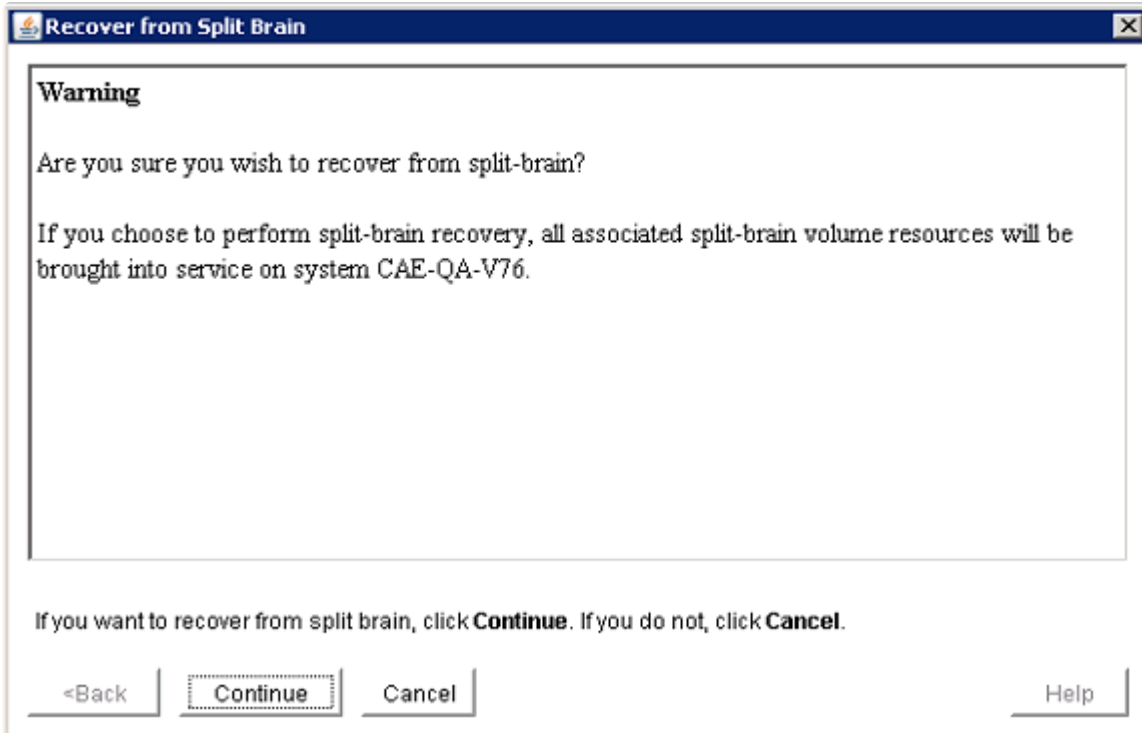 Recover from Split Brain
Warning
Are you sure you wish to recover from split-brain?
If you choose to perform split-brain recovery, all associated split-brain volume resources will be
brought into service on system CAE-QA-V76.
If you want to recover from split brain, click Continue. If you do not, click Cancel.
<Back
Continue
Cancel
Help